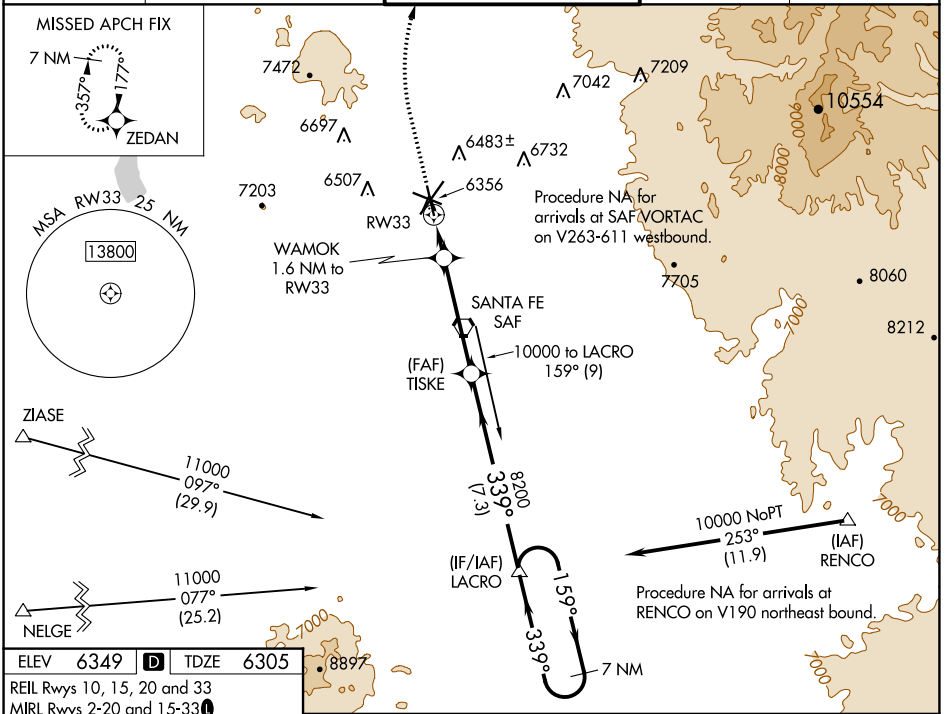 MISSED APCH FIX
7 NM
357°
177°
ZEDAN
7472
7042
7209
10554
6697
6483±
6732
9000
8000
6507
6356
7203
RW33
Procedure NA for
arrivals at SAF VORTAC
on V263-611 westbound.
MSA RW33 25 NM
13800
WAMOK
1.6 NM to
RW33
7705
8060
SANTA FE
SAF
7000
8212
10000 to LACRO
159° (9)
(FAF)
TISKE
ZIASE
11000
097°
(29.9)
8200
339°
(7.3)
7000
10000 NoPT
253°
(11.9)
(IAF)
RENCO
(IF/IAF)
LACRO
11000
077°
(25.2)
NELGE
159°
339°
7 NM
Procedure NA for arrivals at
RENCO on V190 northeast bound.
7000
7000
8897
ELEV 6349 D TDZE 6305
REIL Rwys 10, 15, 20 and 33
MIRL Rwys 2-20 and 15-33 L